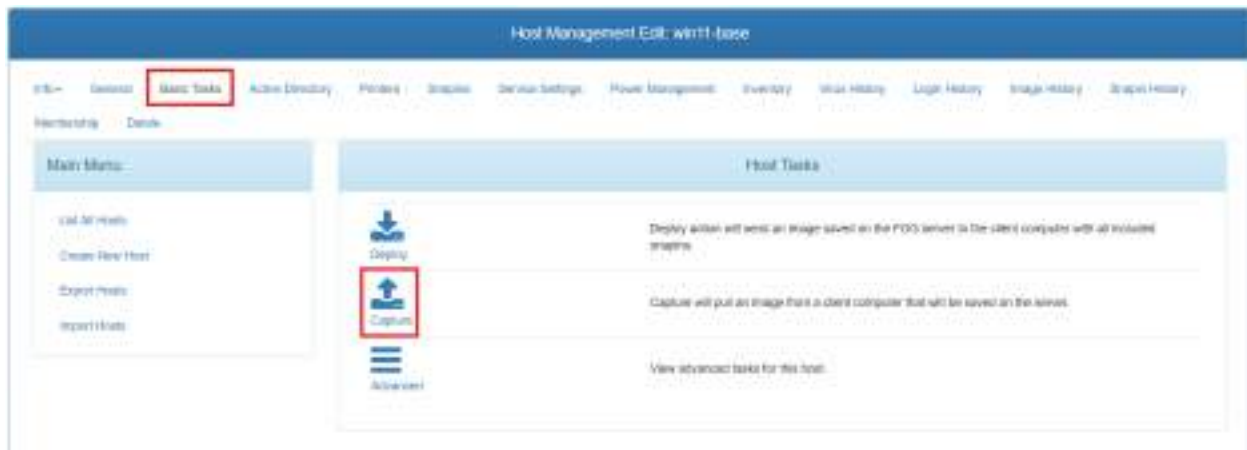 Host Management Edit: win11-base
Info General Basic Tasks Active Directory Printers Snapins Service Settings Power Management Inventory Virus History Login History Image History Snapin History
Membership Delete
Main Menu
Host Tasks
List All Hosts
Create New Host
Export Hosts
Import Hosts
Deploy
Deploy action will send an image saved on the FOG server to the client computer with all included
snapins.
Capture
Capture will pull an image from a client computer that will be saved on the server.
Advanced
View advanced tasks for this host.